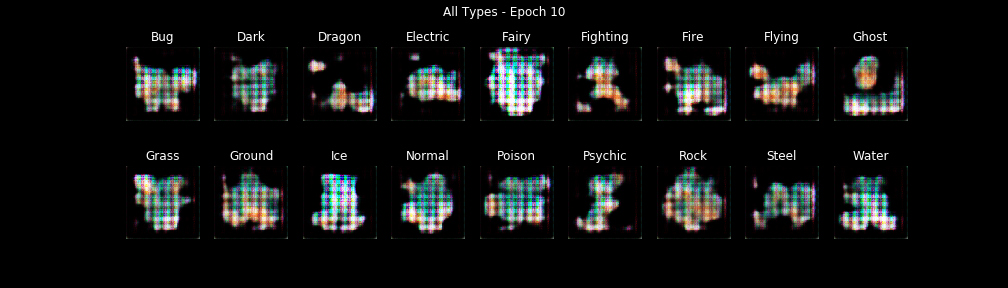 All Types - Epoch 10
Bug Dark Dragon Electric Fairy Fighting Fire Flying Ghost
Grass Ground Ice Normal Poison Psychic Rock Steel Water